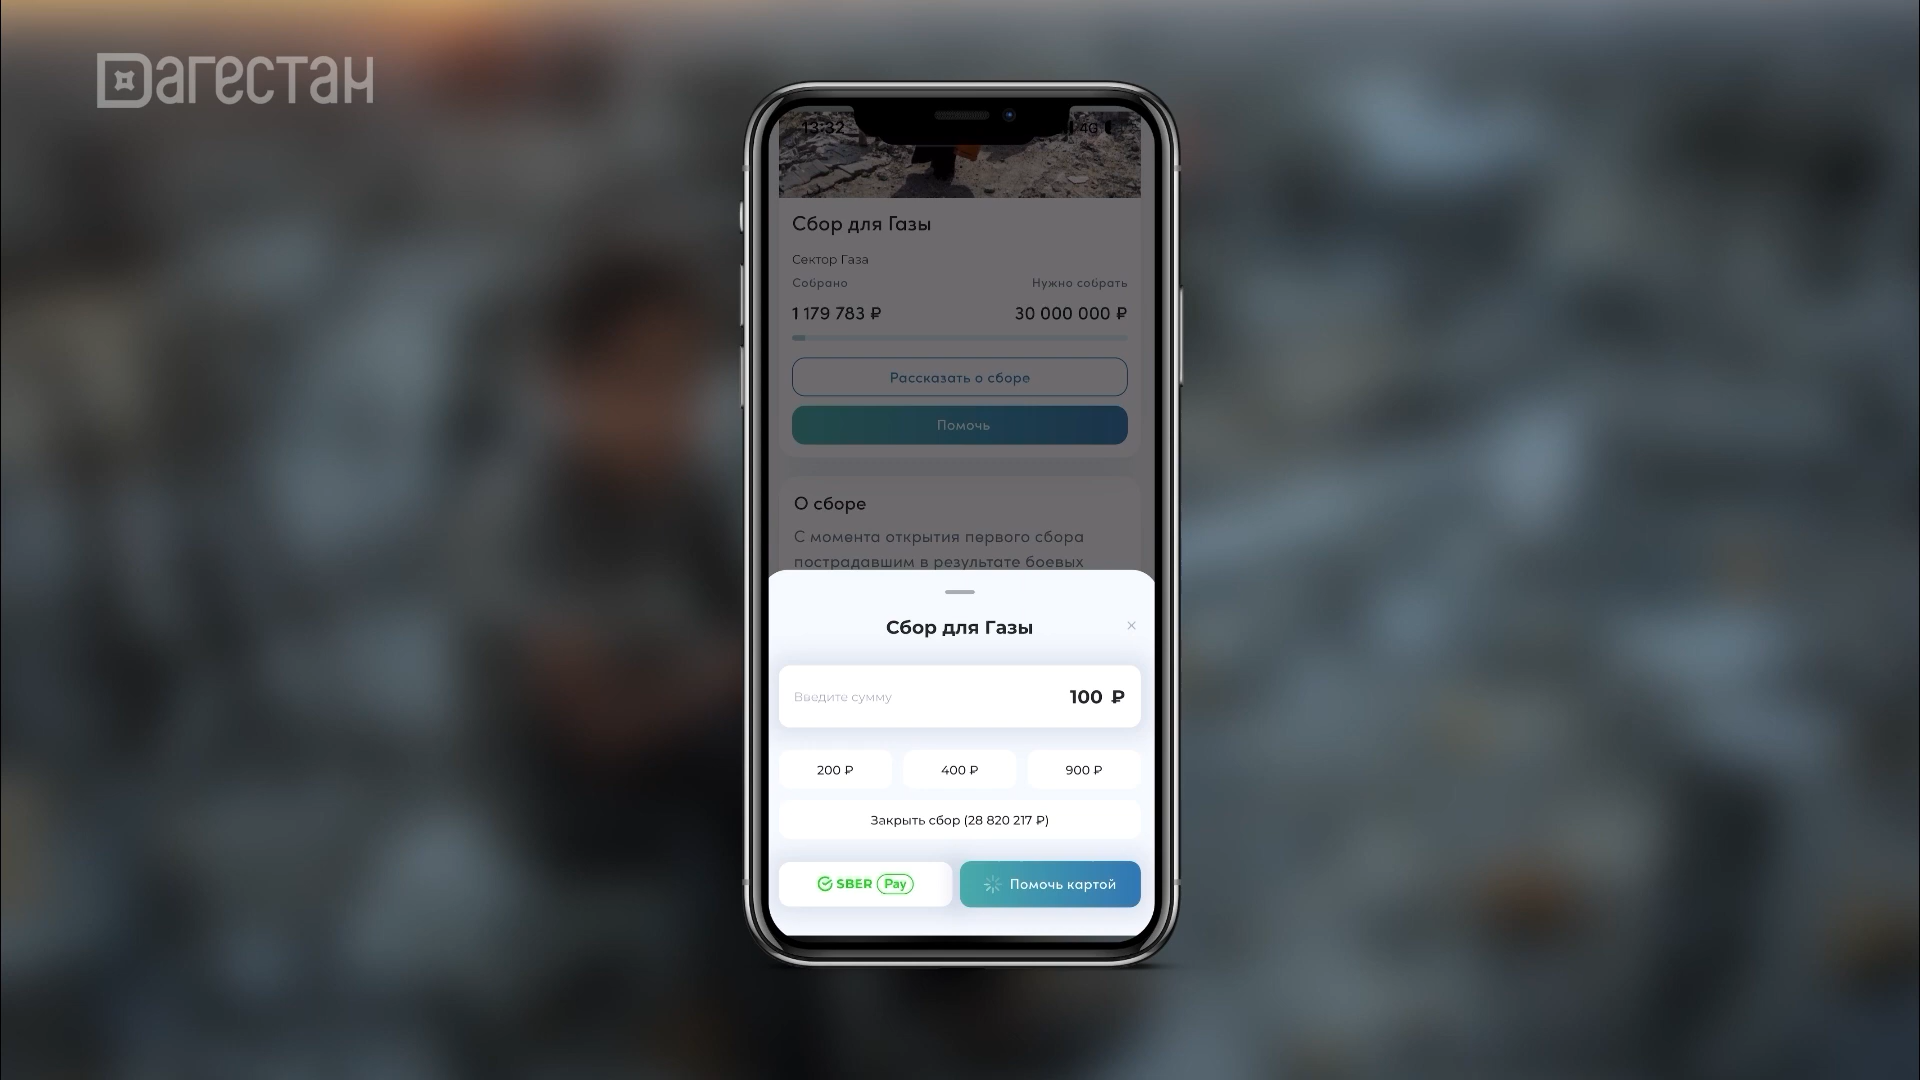 Дагестан
13:32
4G
Сбор для Газы
Сектор Газа
Собрано Нужно собрать
1 179 783 ₽ 30 000 000 ₽
Рассказать о сборе
Помочь
О сборе
С момента открытия первого сбора
пострадавшим в результате боевых
Сбор для Газы
×
Введите сумму 100 ₽
200 ₽ 400 ₽ 900 ₽
Закрыть сбор (28 820 217 ₽)
SBER Pay Помочь картой